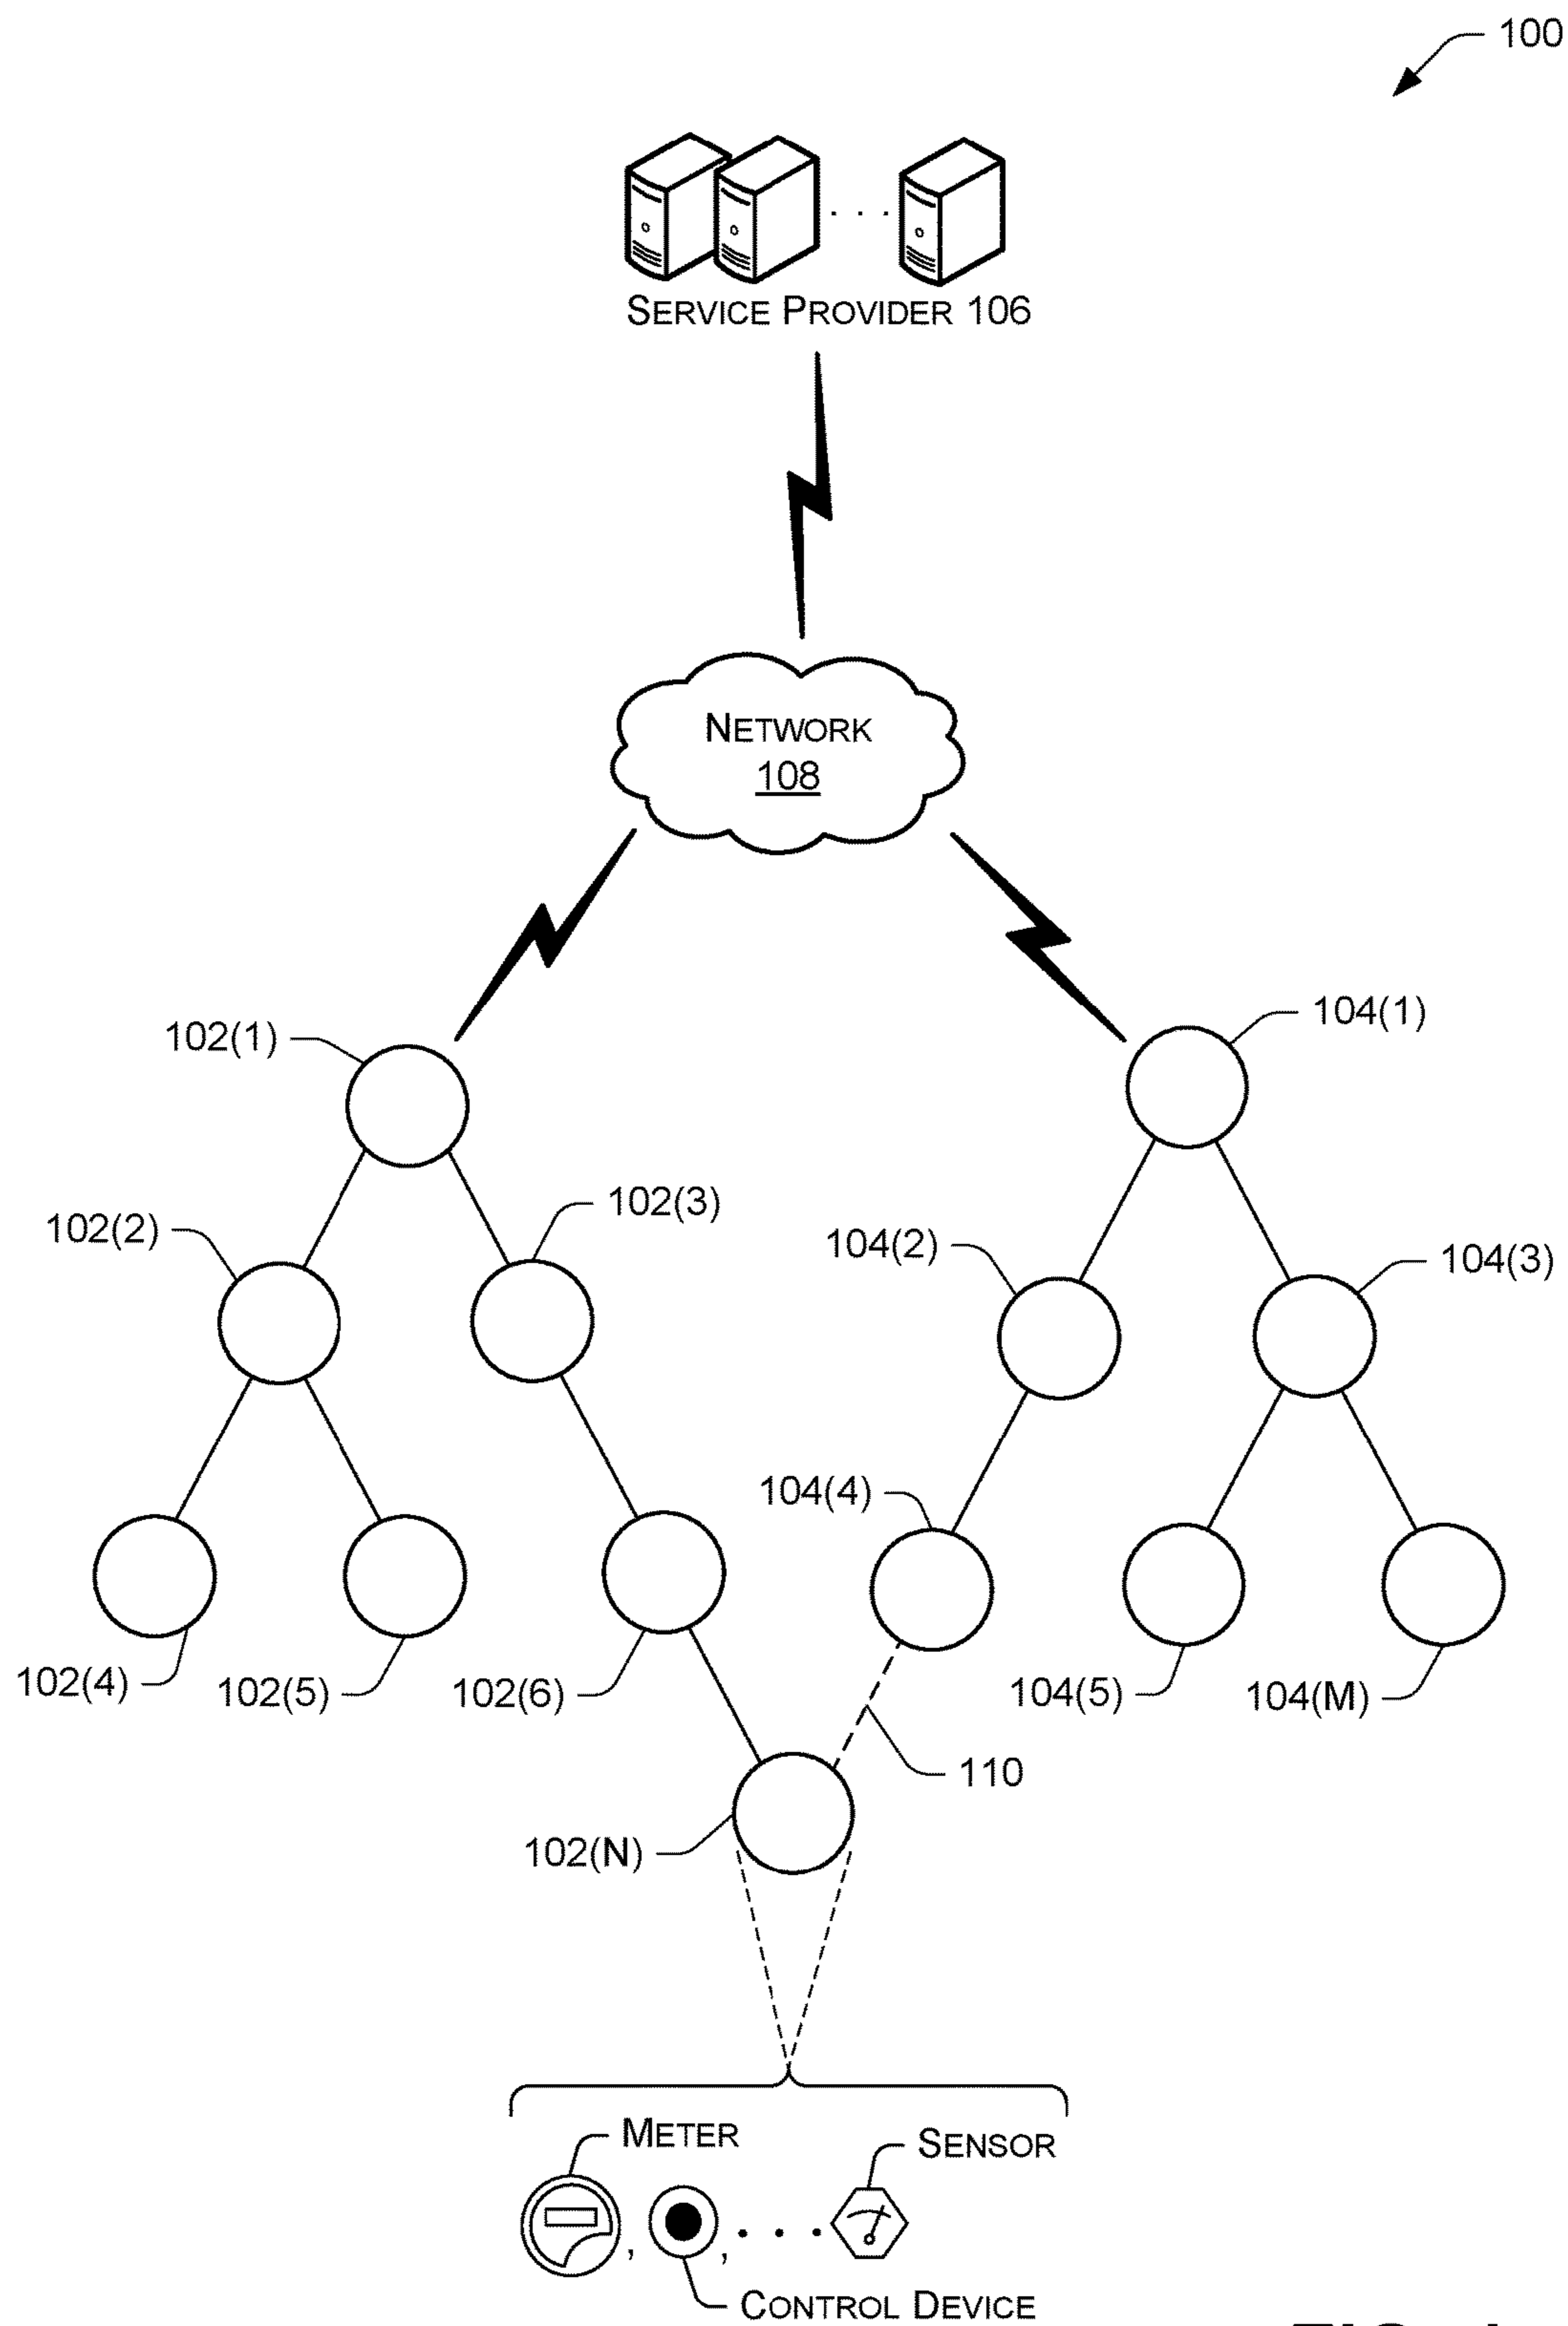 100
SERVICE PROVIDER 106
NETWORK
108
102(1)
104(1)
102(2)
102(3)
104(2)
104(3)
104(4)
102(4)
102(5)
102(6)
104(5)
104(M)
110
102(N)
METER
SENSOR
CONTROL DEVICE